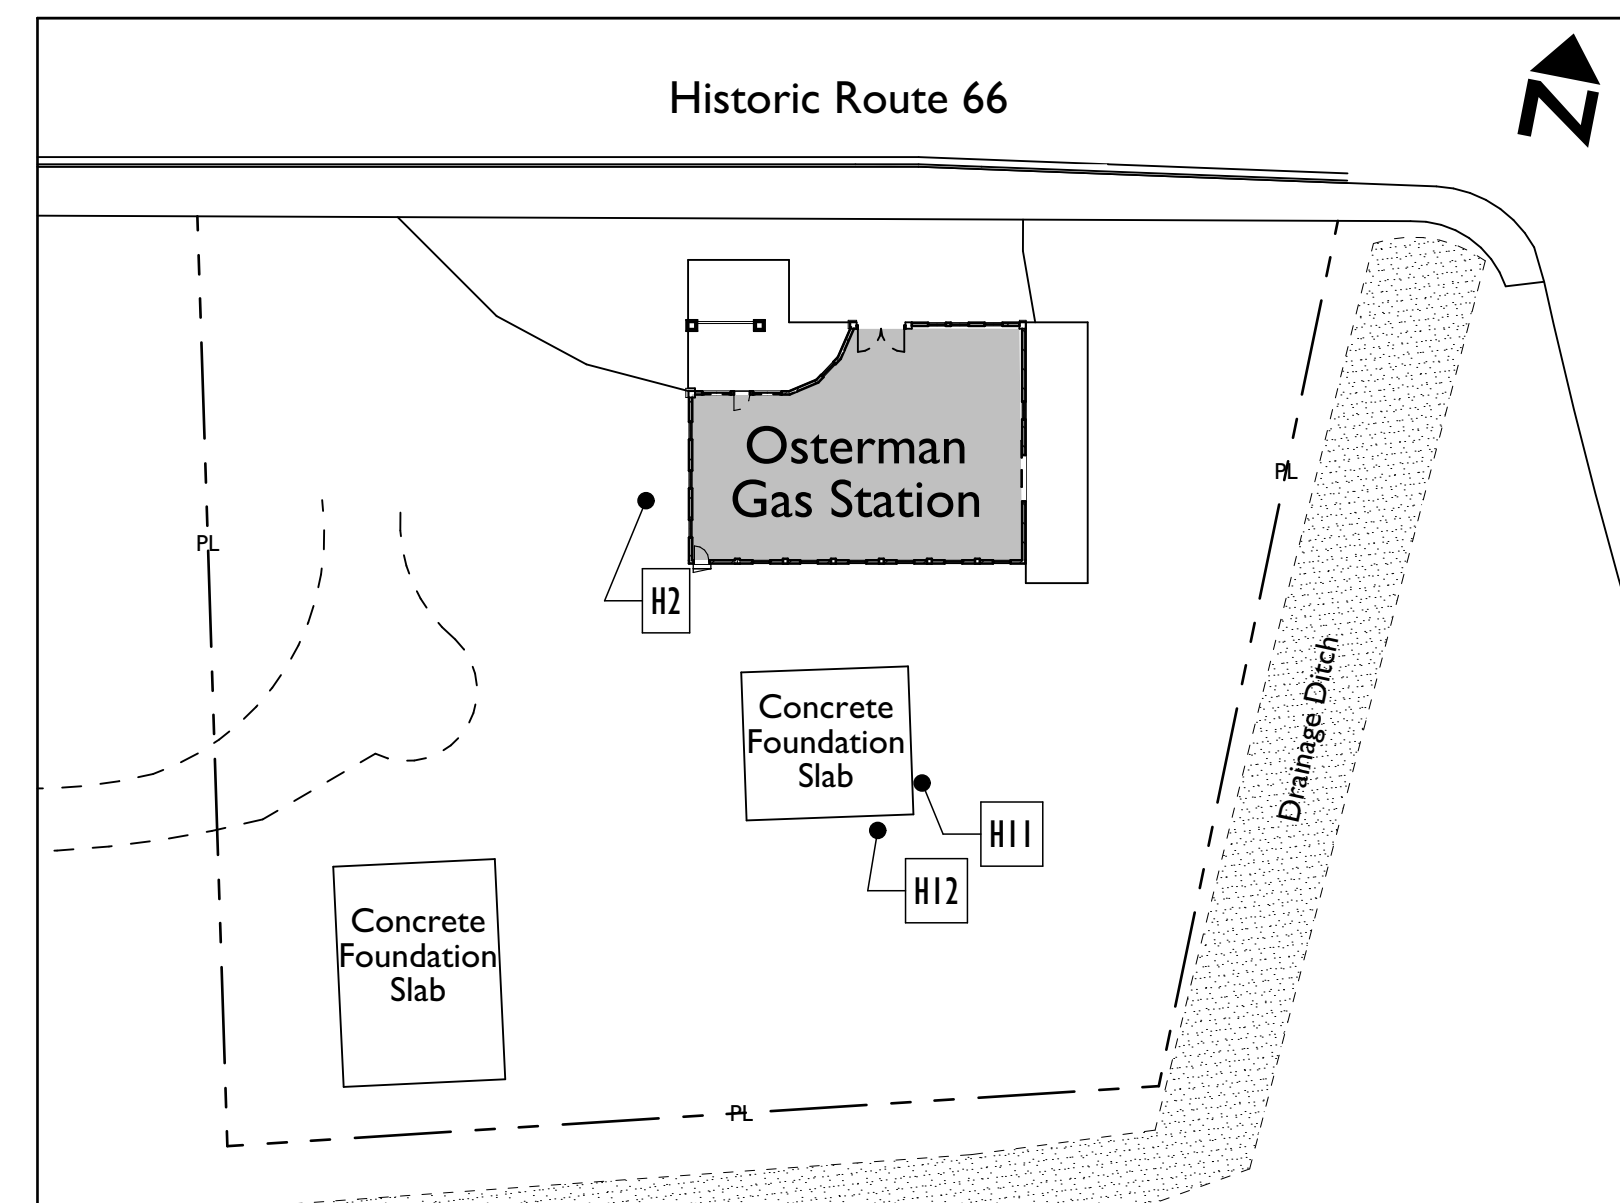 Historic Route 66
N
Osterman
Gas Station
PL
PL
H2
Concrete
Foundation
Slab
Drainage Ditch
H11
H12
Concrete
Foundation
Slab
PL